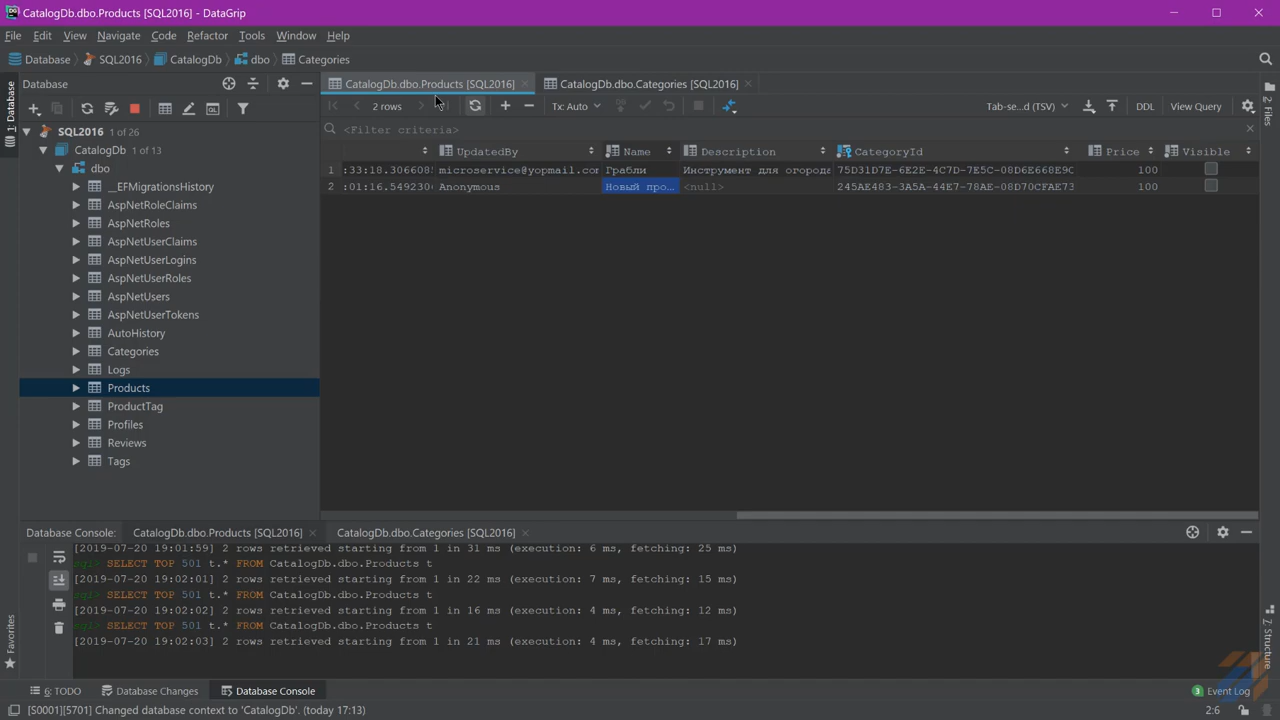 CatalogDb.dbo.Products [SQL2016] - DataGrip
File Edit View Navigate Code Refactor Tools Window Help
Database SQL2016 CatalogDb dbo Categories
Database
CatalogDb.dbo.Products [SQL2016] CatalogDb.dbo.Categories [SQL2016]
2 rows Tx: Auto DB Tab-se...d (TSV) DDL View Query
<Filter criteria>
UpdatedBy Name Description CategoryId Price Visible
1 :33:18.306608 microservice@yopmail.com Грабли Инструмент для огорода 75D31D7F-6E2E-4C7D-7E5C-08D6E668E9C 100
2 :01:16.5492306 Anonymous Новый про... <null> 245AE483-3A5A-44E7-78AE-08D70CFAE73 100
SQL2016 1 of 26
CatalogDb 1 of 13
dbo
__EFMigrationsHistory
AspNetRoleClaims
AspNetRoles
AspNetUserClaims
AspNetUserLogins
AspNetUserRoles
AspNetUsers
AspNetUserTokens
AutoHistory
Categories
Logs
Products
ProductTag
Profiles
Reviews
Tags
1: Database
2: Files
7: Structure
Favorites
Database Console: CatalogDb.dbo.Products [SQL2016] CatalogDb.dbo.Categories [SQL2016]
[2019-07-20 19:01:59] 2 rows retrieved starting from 1 in 31 ms (execution: 6 ms, fetching: 25 ms)
sql> SELECT TOP 501 t.* FROM CatalogDb.dbo.Products t
[2019-07-20 19:02:01] 2 rows retrieved starting from 1 in 22 ms (execution: 7 ms, fetching: 15 ms)
sql> SELECT TOP 501 t.* FROM CatalogDb.dbo.Products t
[2019-07-20 19:02:02] 2 rows retrieved starting from 1 in 16 ms (execution: 4 ms, fetching: 12 ms)
sql> SELECT TOP 501 t.* FROM CatalogDb.dbo.Products t
[2019-07-20 19:02:03] 2 rows retrieved starting from 1 in 21 ms (execution: 4 ms, fetching: 17 ms)
6: TODO Database Changes Database Console 3 Event Log
[S0001][5701] Changed database context to 'CatalogDb'. (today 17:13) 2:6